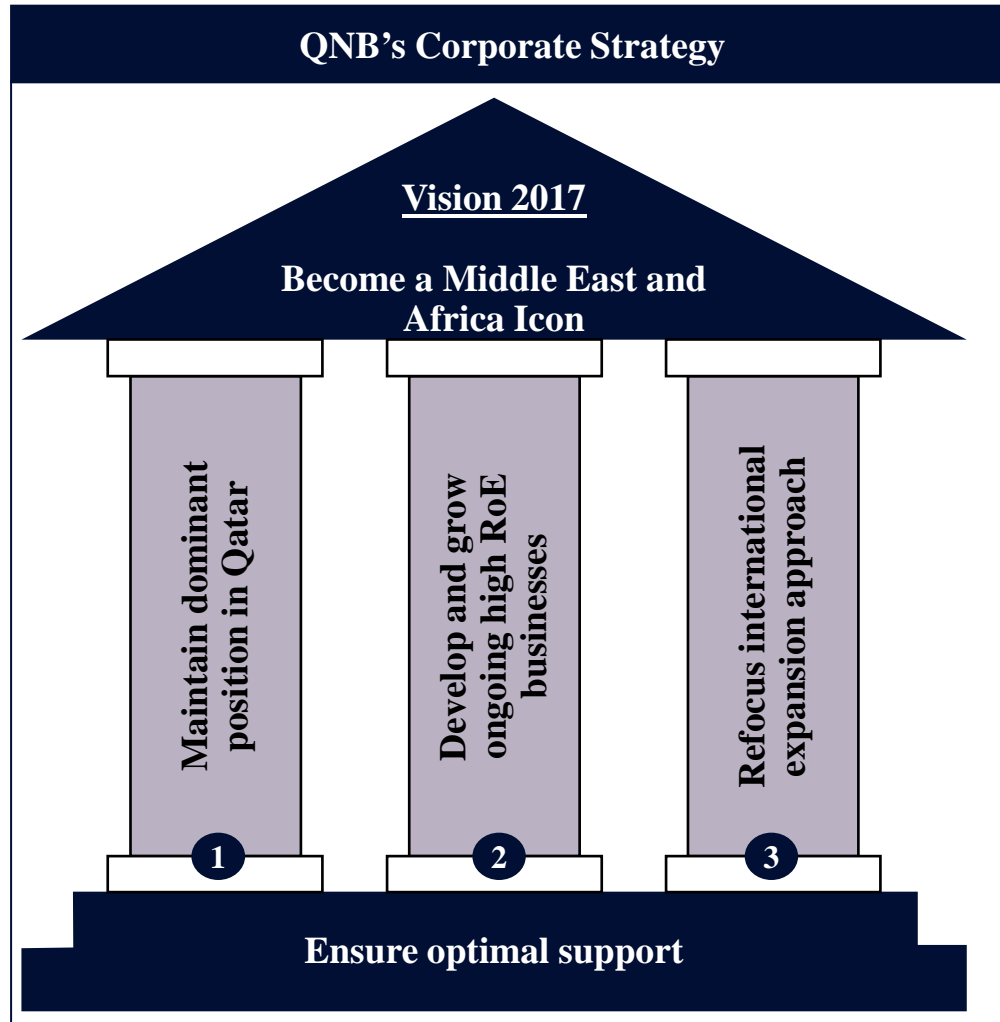 QNB’s Corporate Strategy
Vision 2017
Become a Middle East and
Africa Icon
Maintain dominant
position in Qatar
Develop and grow
ongoing high RoE
businesses
Refocus international
expansion approach
1
2
3
Ensure optimal support